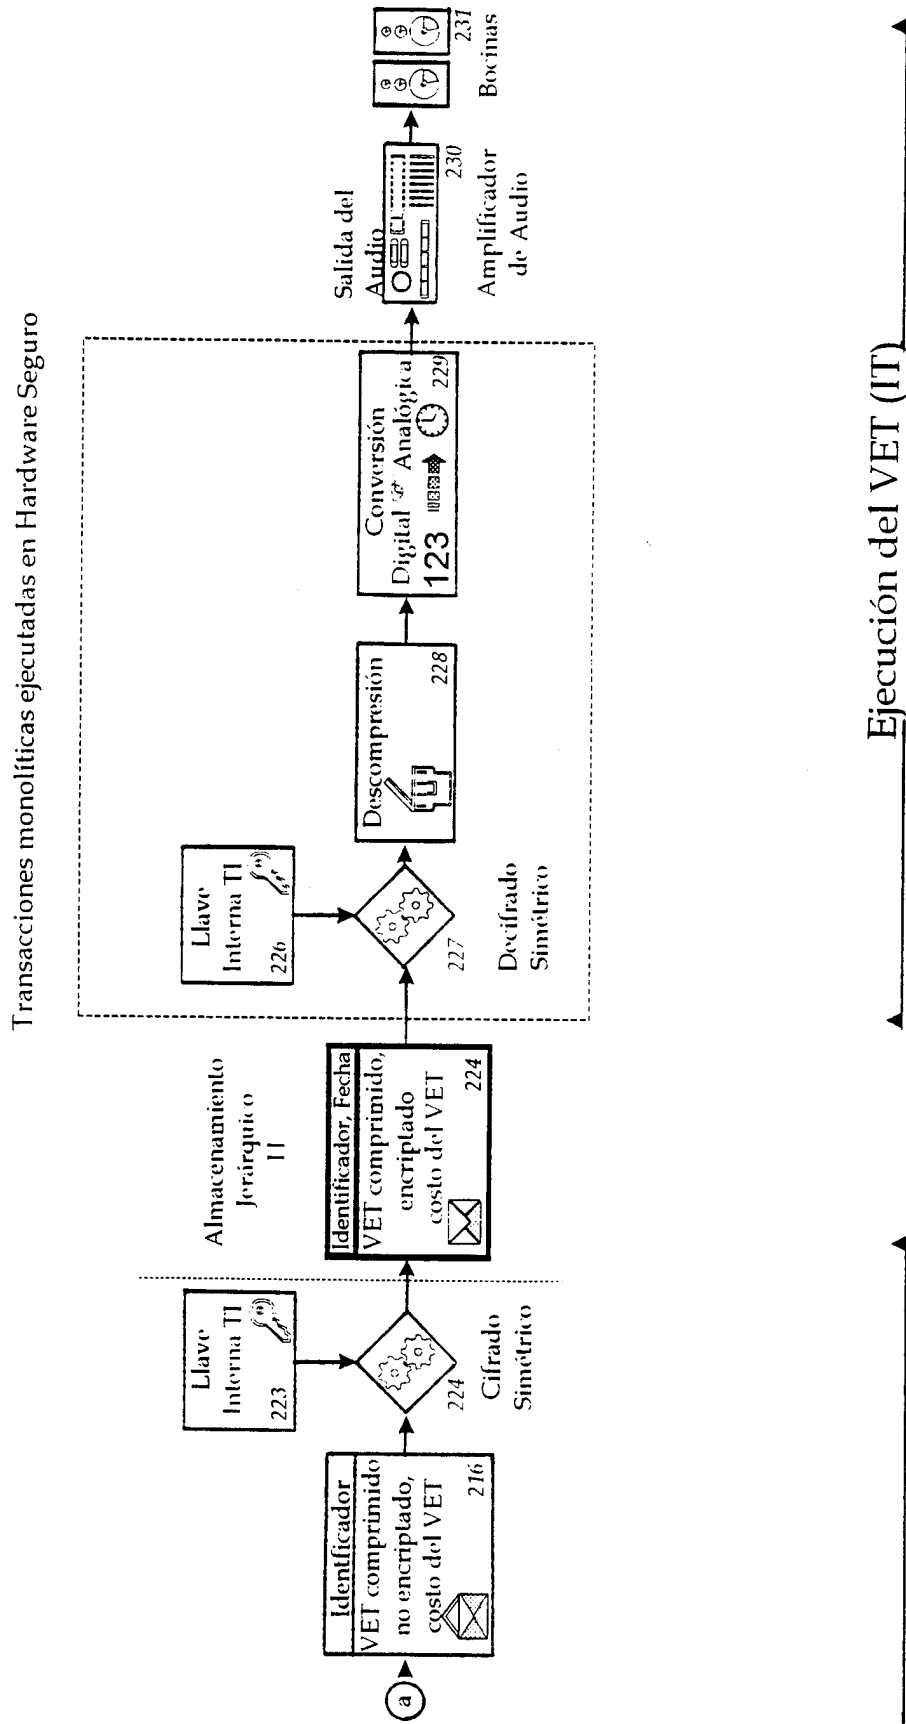 Transacciones monolíticas ejecutadas en Hardware Seguro
a
Identficador
VET comprimido
no encriptado,
costo del VET
216
Llave
Interna TI
223
224
Cifrado
Simétrico
Almacenamiento
Jerárquico
TI
Identificador, Fecha
VET comprimido,
encriptado
costo del VET
224
Llave
Interna TI
226
227
Decifrado
Simétrico
Descompresión
228
Conversión
Digital Analógica
123
229
Salida del
Audio
230
Amplificador
de Audio
231
Bocinas
Ejecución del VET (IT)